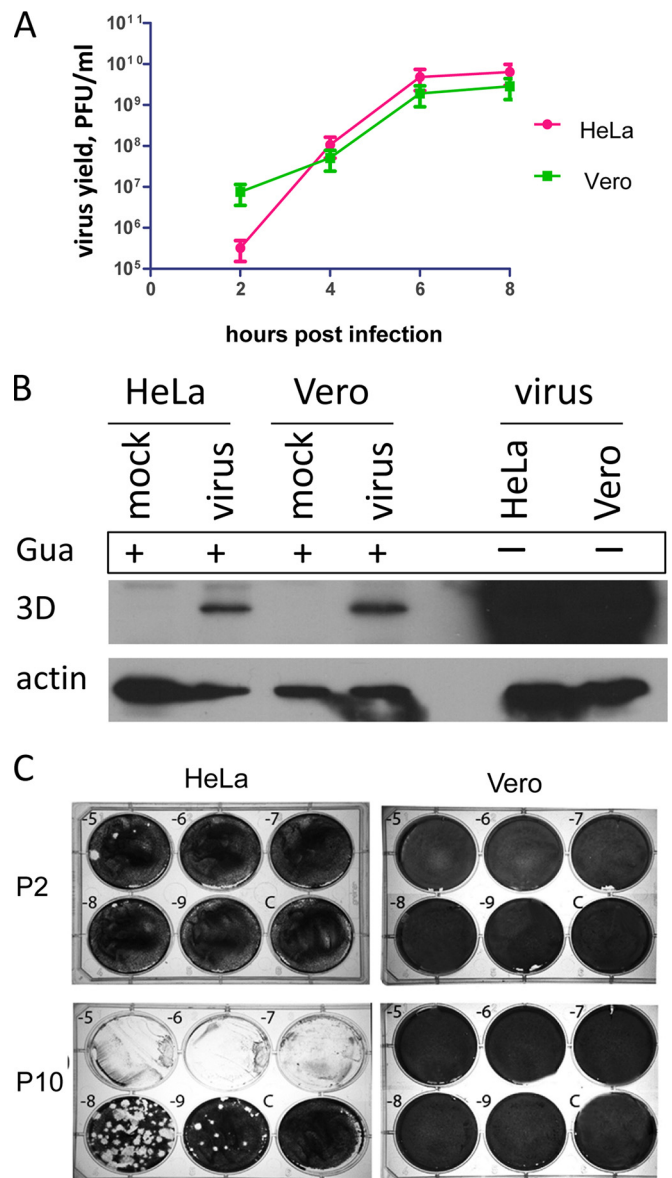 A
virus yield, PFU/ml
10¹¹
10¹⁰
10⁹
10⁸
10⁷
10⁶
10⁵
0 2 4 6 8
hours post infection
HeLa
Vero
B
HeLa Vero virus
mock virus mock virus HeLa Vero
Gua + + + + − −
3D
actin
C
HeLa Vero
P2
-5 -6 -7 -5 -6 -7
-8 -9 C -8 -9 C
P10
-5 -6 -7 -5 -6 -7
-8 -9 C -8 -9 C